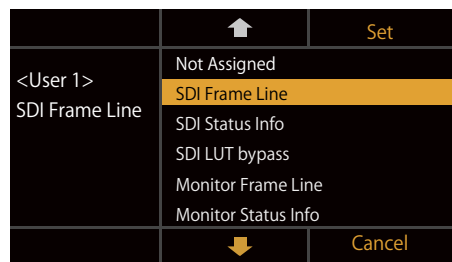 Set
<User 1>
SDI Frame Line
Not Assigned
SDI Frame Line
SDI Status Info
SDI LUT bypass
Monitor Frame Line
Monitor Status Info
Cancel